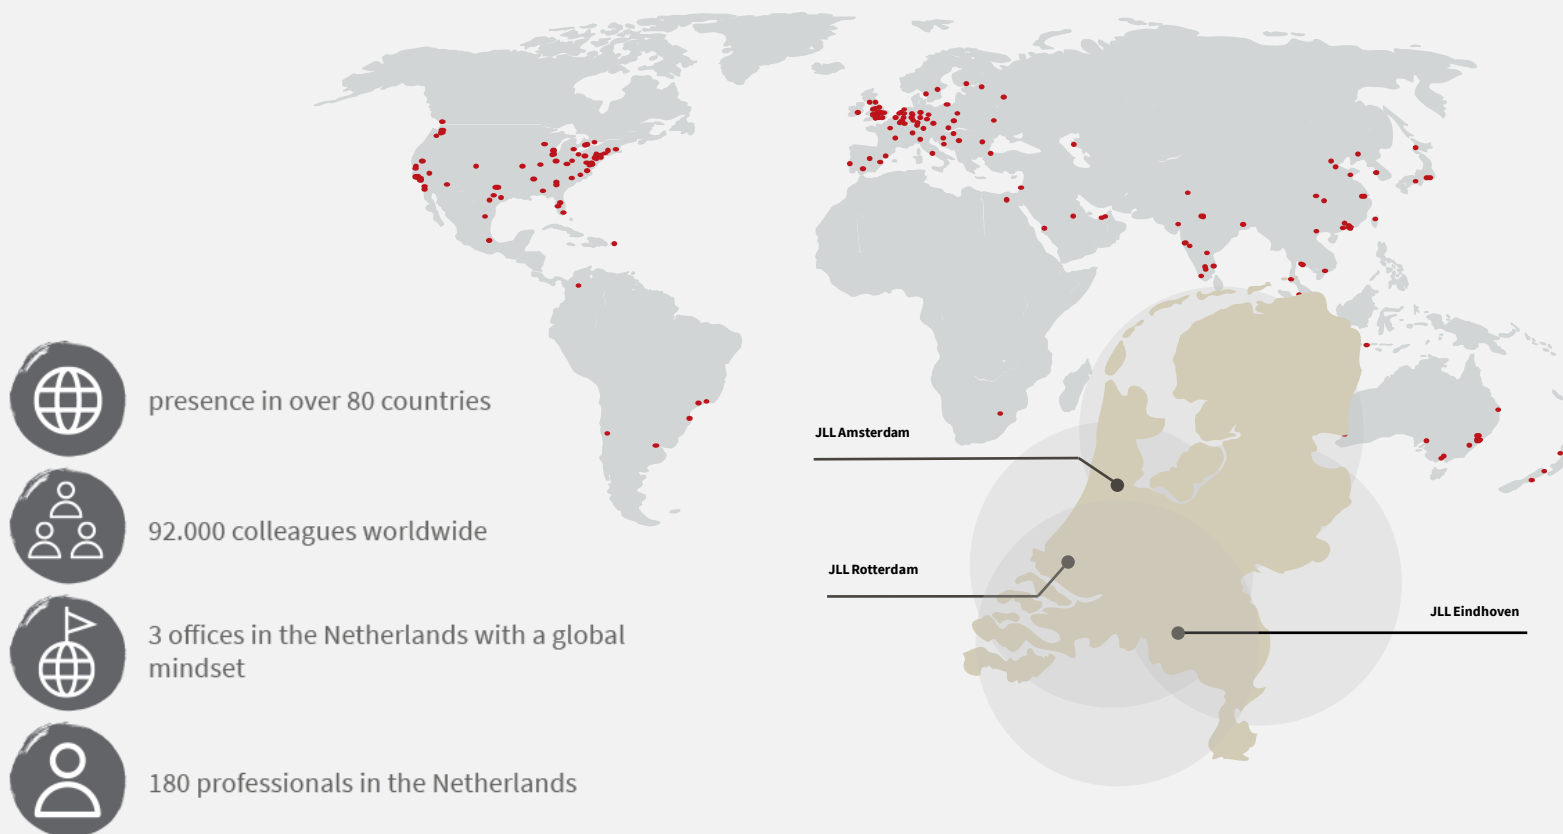 presence in over 80 countries
92.000 colleagues worldwide
3 offices in the Netherlands with a global
mindset
180 professionals in the Netherlands
JLL Amsterdam
JLL Rotterdam
JLL Eindhoven